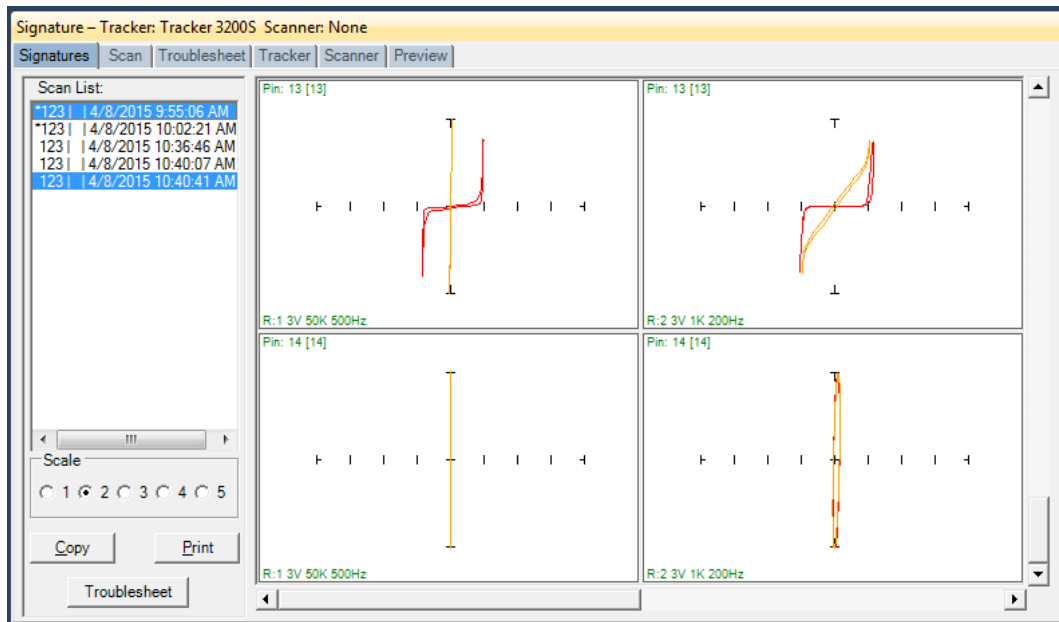 Signature – Tracker: Tracker 3200S Scanner: None
Signatures Scan Troublesheet Tracker Scanner Preview
Scan List:
*123 | | 4/8/2015 9:55:06 AM
*123 | | 4/8/2015 10:02:21 AM
123 | | 4/8/2015 10:36:46 AM
123 | | 4/8/2015 10:40:07 AM
123 | | 4/8/2015 10:40:41 AM
Scale
1 2 3 4 5
Copy Print
Troublesheet
Pin: 13 [13]
R:1 3V 50K 500Hz
Pin: 13 [13]
R:2 3V 1K 200Hz
Pin: 14 [14]
R:1 3V 50K 500Hz
Pin: 14 [14]
R:2 3V 1K 200Hz